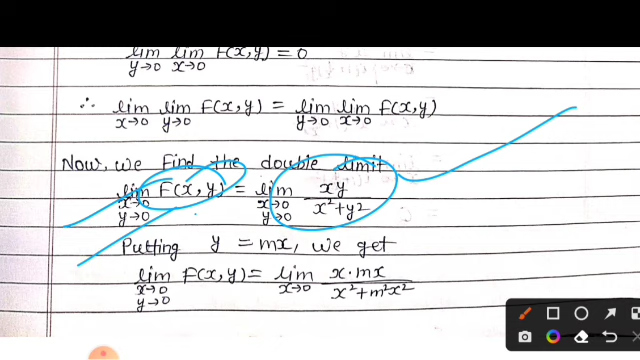 lim lim F(x,y) = 0
y→0 x→0
∴ lim lim F(x,y) = lim lim F(x,y)
x→0 y→0 y→0 x→0
Now, we find the double limit
lim F(x,y) = lim xy / x²+y²
x→0 y→0 x→0 y→0
Putting y = mx, we get
lim F(x,y) = lim x·mx / x²+m²x²
x→0 y→0 x→0